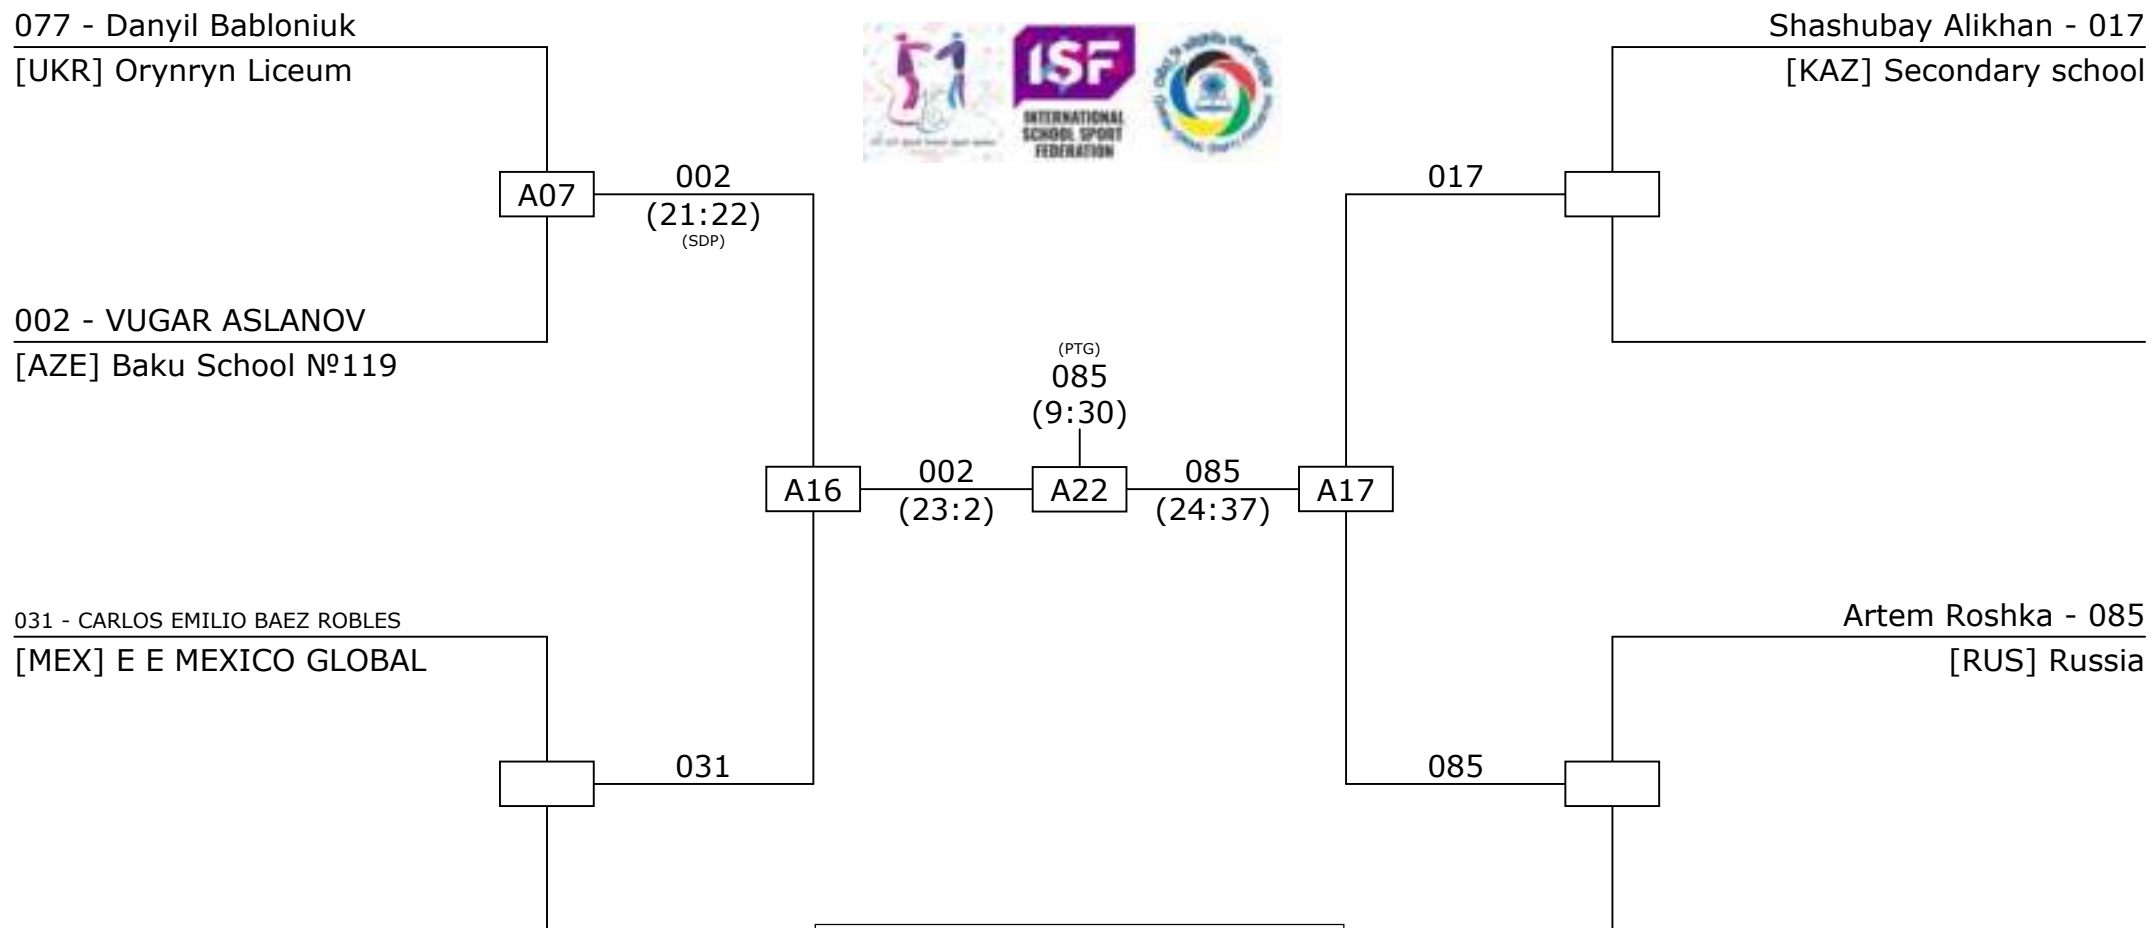 077 - Danyil Babloniuk
[UKR] Orynryn Liceum
ISF
INTERNATIONAL
SCHOOL SPORT
FEDERATION
Shashubay Alikhan - 017
[KAZ] Secondary school
A07
002
(21:22)
(SDP)
017
002 - VUGAR ASLANOV
[AZE] Baku School №119
(PTG)
085
(9:30)
A16
002
(23:2)
A22
085
(24:37)
A17
031 - CARLOS EMILIO BAEZ ROBLES
[MEX] E E MEXICO GLOBAL
Artem Roshka - 085
[RUS] Russia
031
085